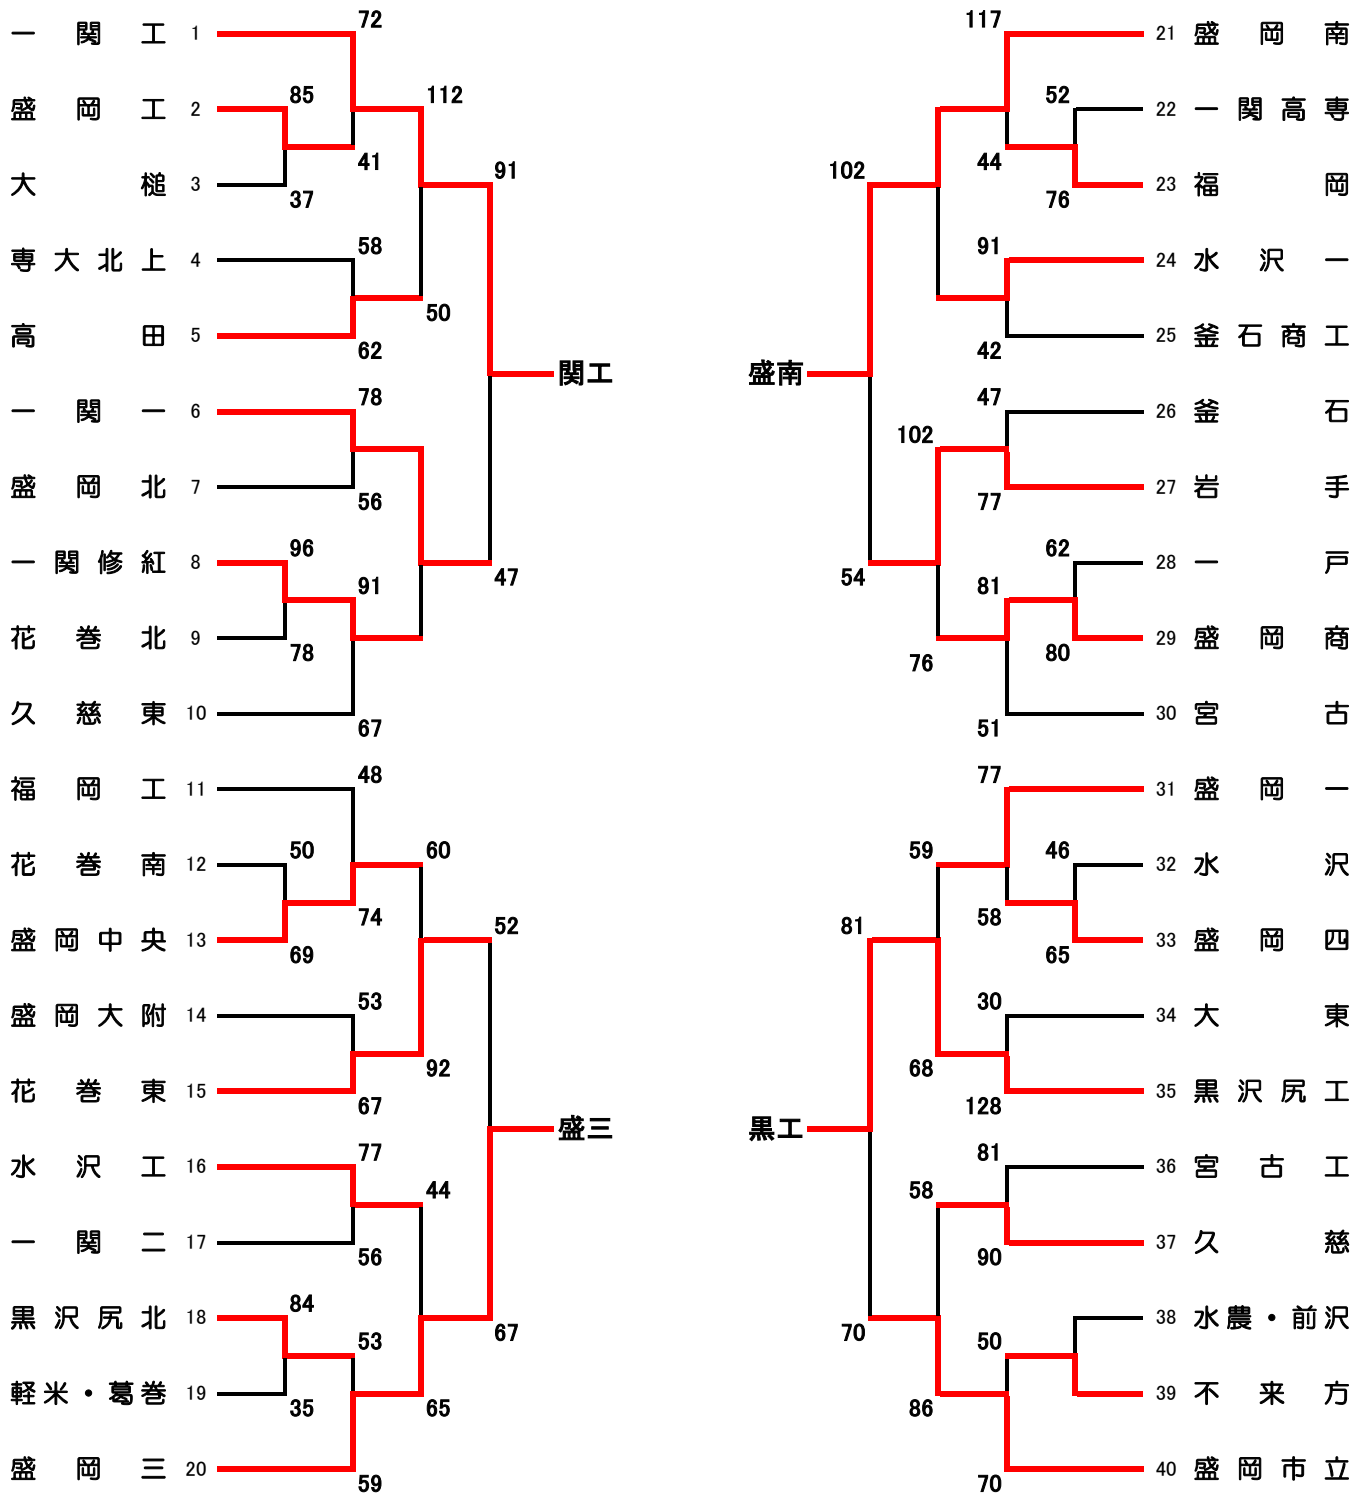 一関工 1
盛岡工 2
大槌 3
専大北上 4
高田 5
一関一 6
盛岡北 7
一関修紅 8
花巻北 9
久慈東 10
福岡工 11
花巻南 12
盛岡中央 13
盛岡大附 14
花巻東 15
水沢工 16
一関二 17
黒沢尻北 18
軽米・葛巻 19
盛岡三 20
85
37
96
78
50
69
84
35
72
41
58
62
78
56
91
67
48
74
53
67
77
56
53
59
112
50
60
92
44
65
91
47
52
67
関工
盛三
盛南
黒工
102
54
81
70
102
76
59
68
58
86
117
44
91
42
47
77
81
51
77
58
30
128
81
90
50
70
52
76
62
80
46
65
21 盛岡南
22 一関高専
23 福岡
24 水沢一
25 釜石商工
26 釜石
27 岩手
28 一戸
29 盛岡商
30 宮古
31 盛岡一
32 水沢
33 盛岡四
34 大東
35 黒沢尻工
36 宮古工
37 久慈
38 水農・前沢
39 不来方
40 盛岡市立